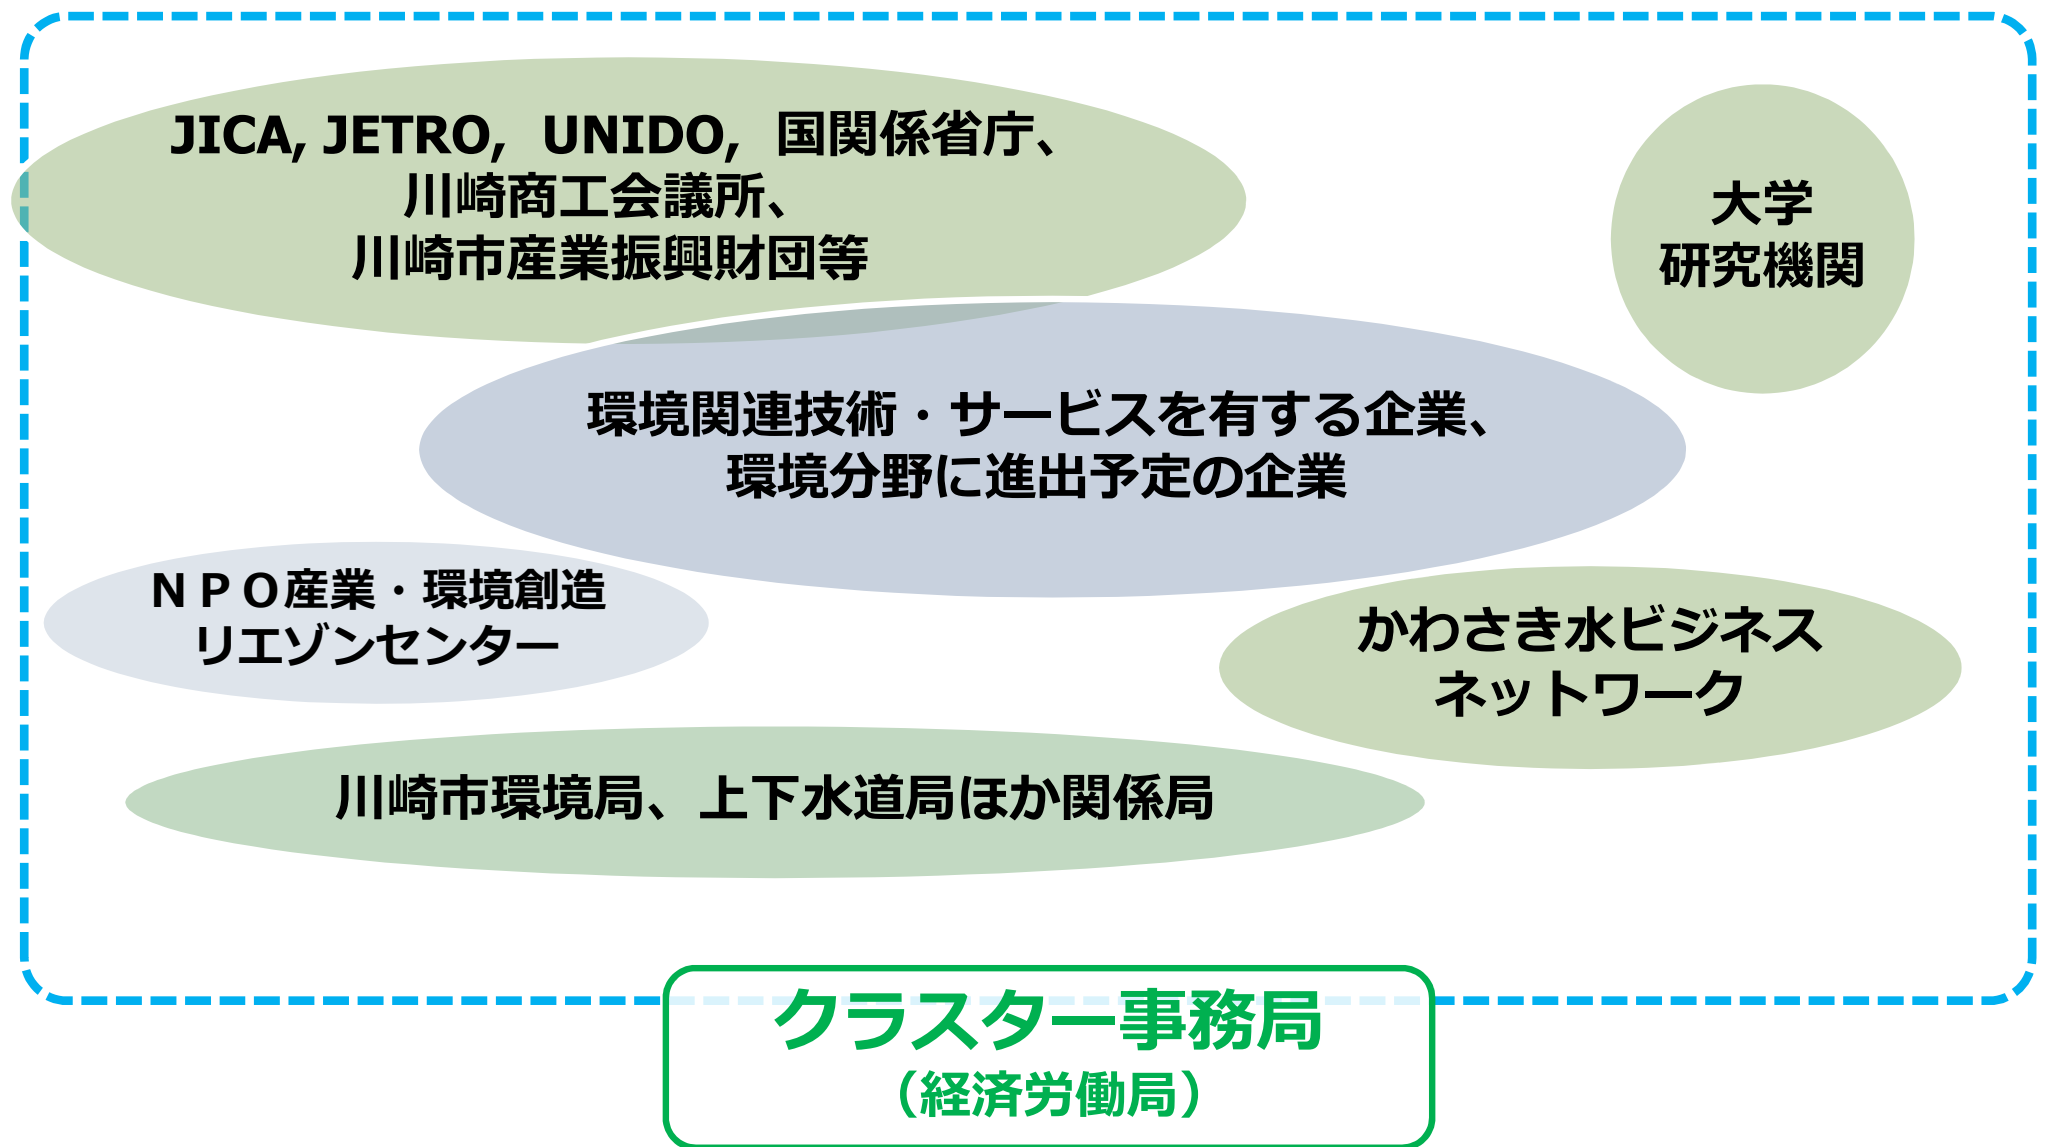 JICA, JETRO, UNIDO, 国関係省庁、
川崎商工会議所、
川崎市産業振興財団等
大学
研究機関
環境関連技術・サービスを有する企業、
環境分野に進出予定の企業
ＮＰＯ産業・環境創造
リエゾンセンター
かわさき水ビジネス
ネットワーク
川崎市環境局、上下水道局ほか関係局
クラスター事務局
（経済労働局）